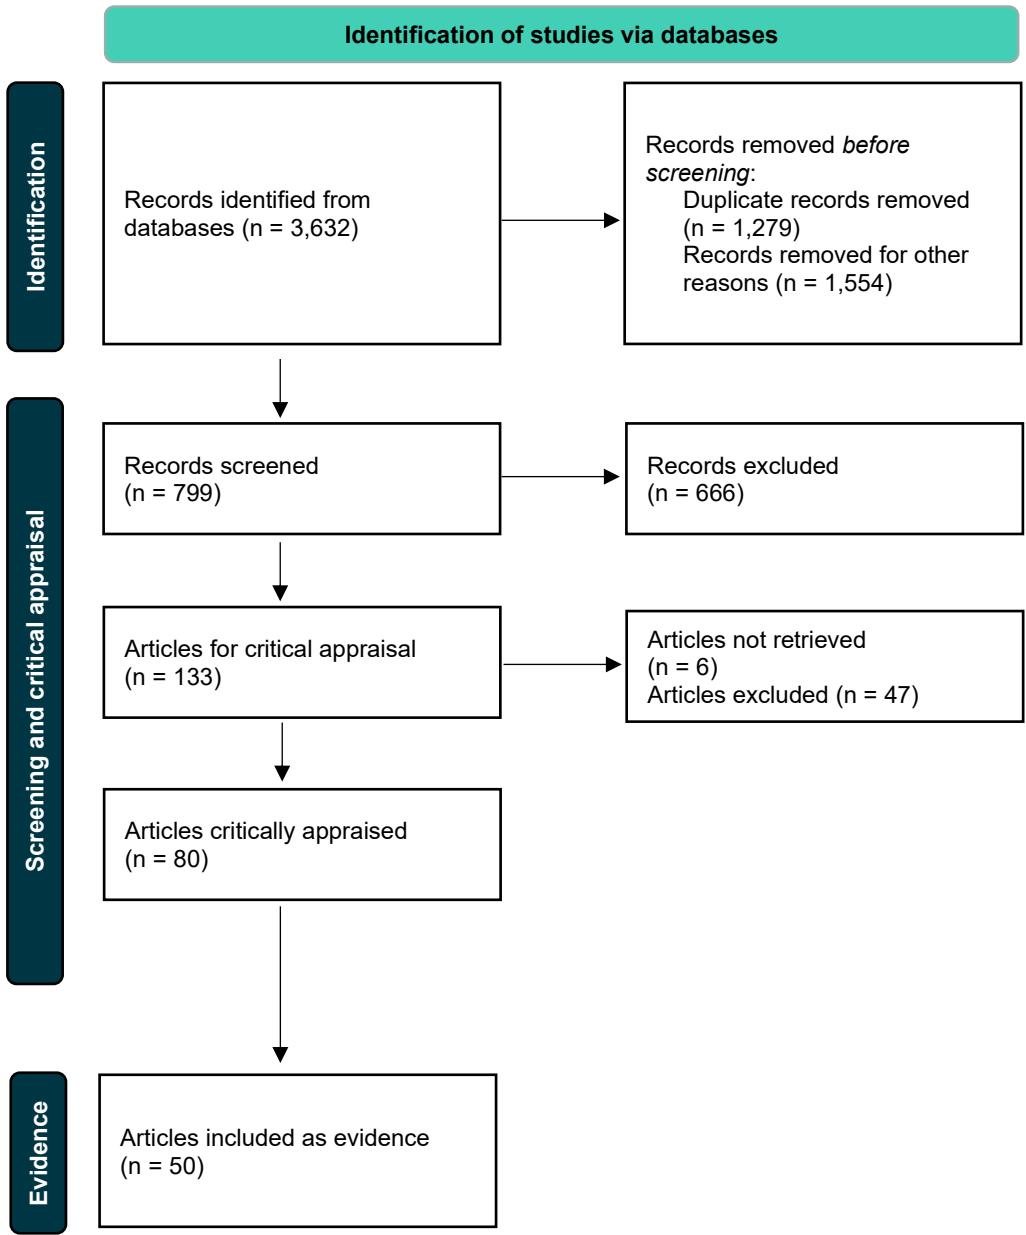 Identification of studies via databases
Identification
Records identified from
databases (n = 3,632)
Records removed before
screening:
Duplicate records removed
(n = 1,279)
Records removed for other
reasons (n = 1,554)
Screening and critical appraisal
Records screened
(n = 799)
Records excluded
(n = 666)
Articles for critical appraisal
(n = 133)
Articles not retrieved
(n = 6)
Articles excluded (n = 47)
Articles critically appraised
(n = 80)
Evidence
Articles included as evidence
(n = 50)